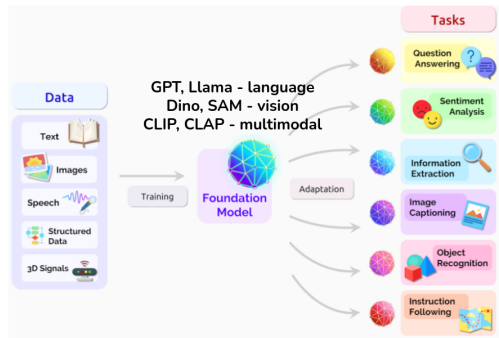 Tasks
GPT, Llama - language
Dino, SAM - vision
CLIP, CLAP - multimodal
Data
Text
Images
Speech
Structured
Data
3D Signals
Training
Foundation
Model
Adaptation
Question
Answering
Sentiment
Analysis
Information
Extraction
Image
Captioning
Object
Recognition
Instruction
Following